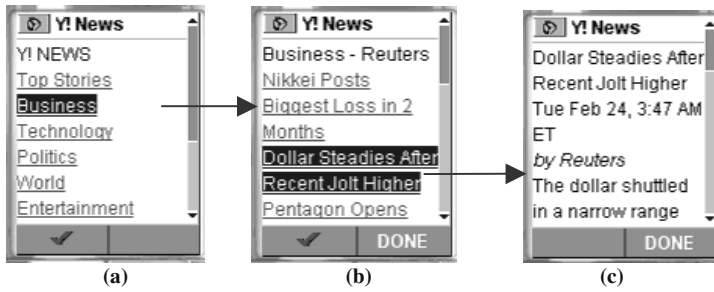 Y! News
Y! NEWS
Top Stories
Business
Technology
Politics
World
Entertainment
(a)
Y! News
Business - Reuters
Nikkei Posts
Biggest Loss in 2
Months
Dollar Steadies After
Recent Jolt Higher
Pentagon Opens
DONE
(b)
Y! News
Dollar Steadies After
Recent Jolt Higher
Tue Feb 24, 3:47 AM
ET
by Reuters
The dollar shuttled
in a narrow range
DONE
(c)